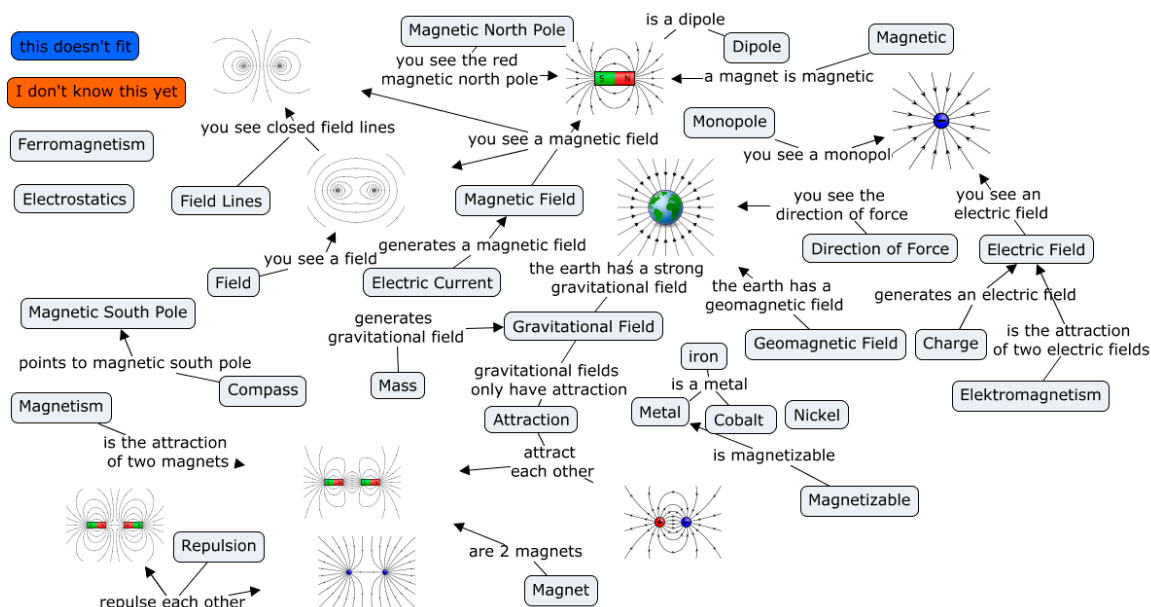 this doesn't fit
I don't know this yet
Ferromagnetism
Electrostatics
Magnetic North Pole
you see the red
magnetic north pole
is a dipole
Dipole
Magnetic
a magnet is magnetic
S N
you see closed field lines
Field Lines
you see a magnetic field
Magnetic Field
Monopole
you see a monopol
you see the
direction of force
Direction of Force
you see an
electric field
Electric Field
you see a field
Field
generates a magnetic field
Electric Current
the earth has a strong
gravitational field
the earth has a
geomagnetic field
Geomagnetic Field
generates an electric field
Charge
is the attraction
of two electric fields
Elektromagnetism
Magnetic South Pole
points to magnetic south pole
Compass
generates
gravitational field
Mass
Gravitational Field
gravitational fields
only have attraction
Attraction
attract
each other
iron
is a metal
Metal
Cobalt
Nickel
is magnetizable
Magnetizable
Magnetism
is the attraction
of two magnets
Repulsion
repulse each other
are 2 magnets
Magnet